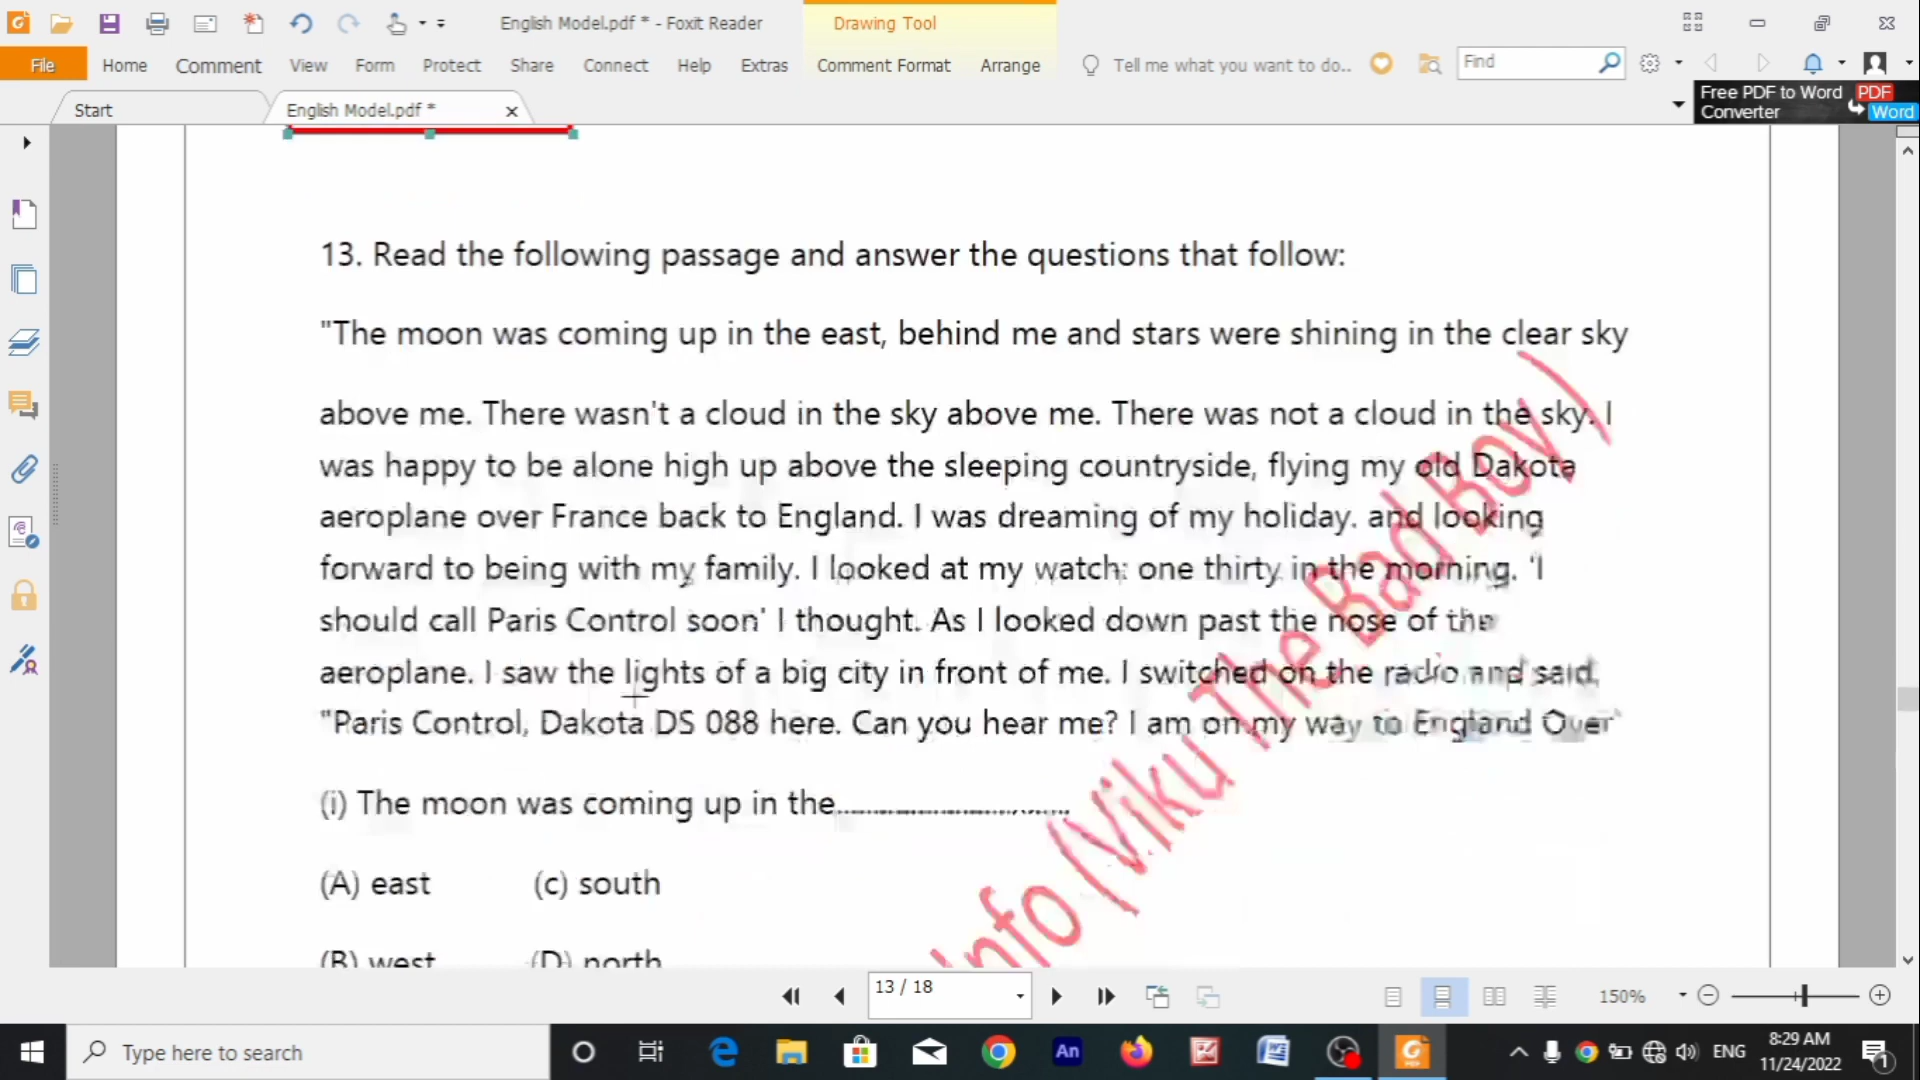 English Model.pdf * - Foxit Reader
Drawing Tool
File
Home
Comment
View
Form
Protect
Share
Connect
Help
Extras
Comment Format
Arrange
Tell me what you want to do..
Find
Start
English Model.pdf *
Free PDF to Word Converter
PDF
Word
13. Read the following passage and answer the questions that follow:
"The moon was coming up in the east, behind me and stars were shining in the clear sky
above me. There wasn't a cloud in the sky above me. There was not a cloud in the sky. I
was happy to be alone high up above the sleeping countryside, flying my old Dakota
aeroplane over France back to England. I was dreaming of my holiday. and looking
forward to being with my family. I looked at my watch: one thirty in the morning. 'I
should call Paris Control soon' I thought. As I looked down past the nose of the
aeroplane. I saw the lights of a big city in front of me. I switched on the radio and said,
"Paris Control, Dakota DS 088 here. Can you hear me? I am on my way to England Over'
(i) The moon was coming up in the....................
(A) east (c) south
(B) west (D) north
Info (Viku The Bad Boy)
13 / 18
150%
Type here to search
An
ENG
8:29 AM
11/24/2022
1